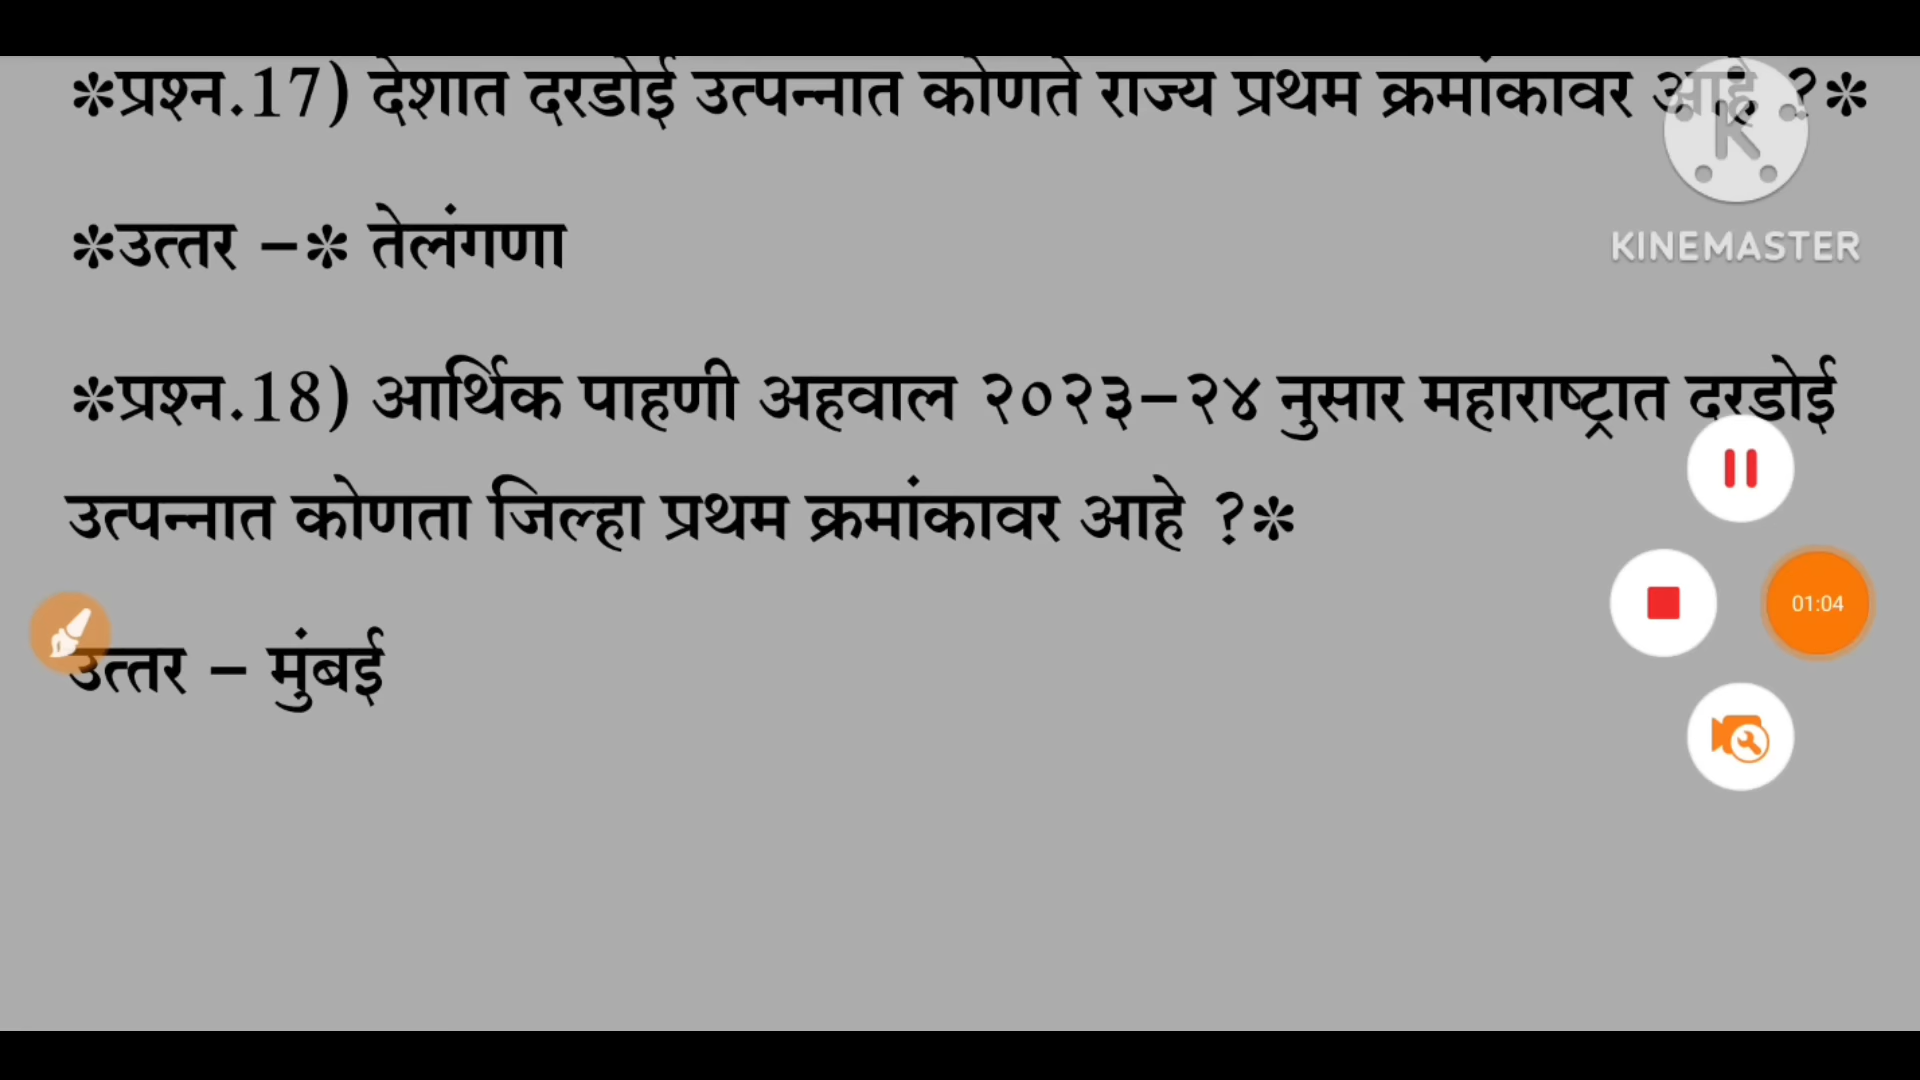 *प्रश्न.17) देशात दरडोई उत्पन्नात कोणते राज्य प्रथम क्रमांकावर आहे ?*
KINEMASTER
*उत्तर –* तेलंगणा
*प्रश्न.18) आर्थिक पाहणी अहवाल २०२३–२४ नुसार महाराष्ट्रात दरडोई
उत्पन्नात कोणता जिल्हा प्रथम क्रमांकावर आहे ?*
01:04
उत्तर – मुंबई